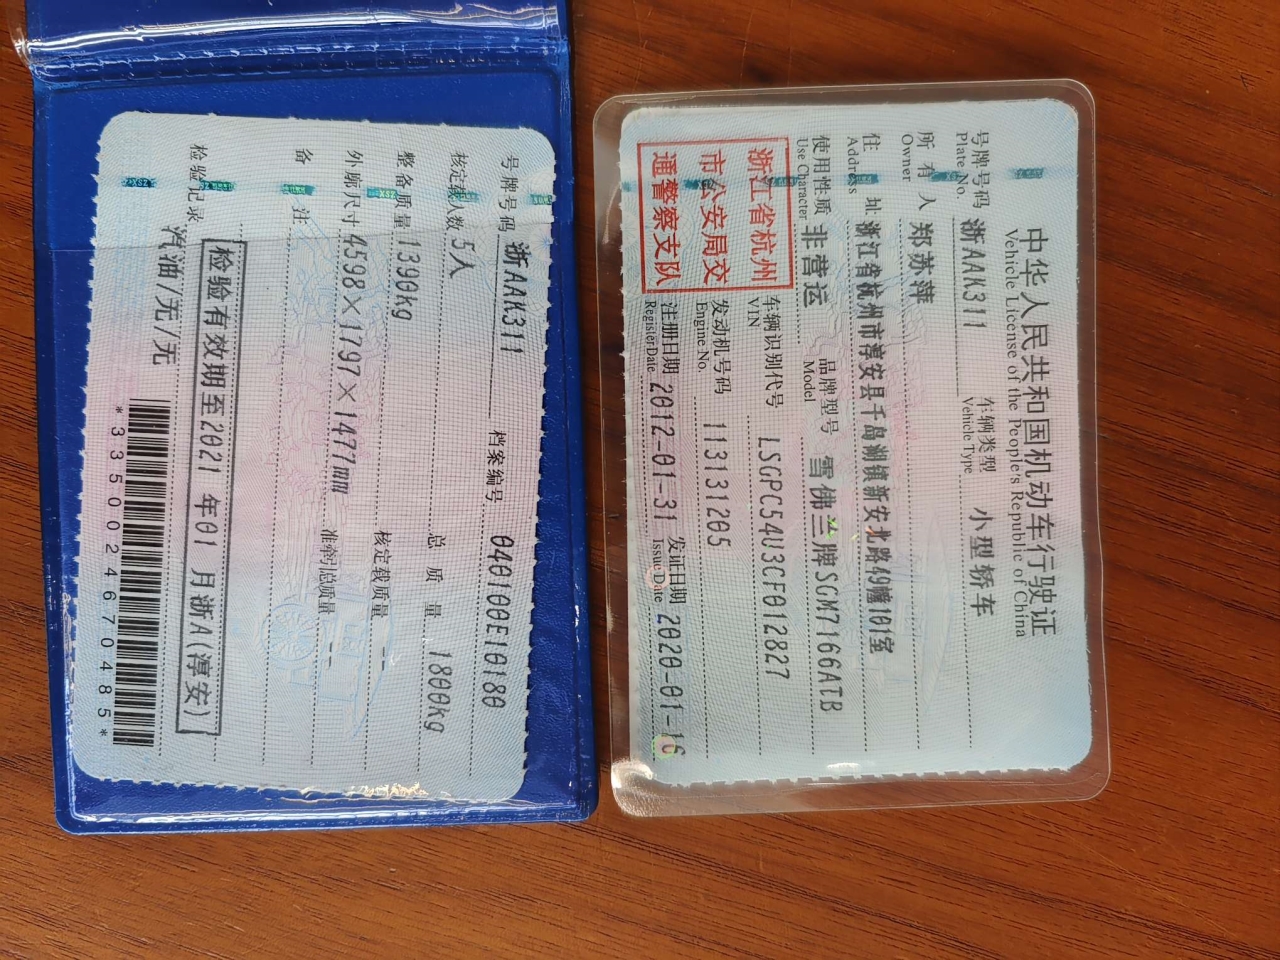 中华人民共和国机动车行驶证
Vehicle License of the People's Republic of China
号牌号码 浙AAK311 车辆类型 小型轿车
Plate No. Vehicle Type
所有人 郑苏萍
Owner
住址 浙江省杭州市淳安县千岛湖镇新安北路49幢101室
Address
使用性质 非营运 品牌型号 雪佛兰牌SGM7166ATB
Use Character Model
浙江省杭州
市公安局交
通警察支队
车辆识别代号 LSGPC54U3CF012827
VIN
发动机号码 113131205
Engine No.
注册日期 2012-01-31 发证日期 2020-01-16
Register Date Issue Date
号牌号码 浙AAK311 档案编号 040100E10180
核定载人数 5人 总质量 1800kg
整备质量 1390kg 核定载质量 --
外廓尺寸 4598×1797×1477mm 准牵引总质量 --
备注
检验有效期至2021年01月浙A(淳安)
检验记录
汽油/无/无
*3350024670485*